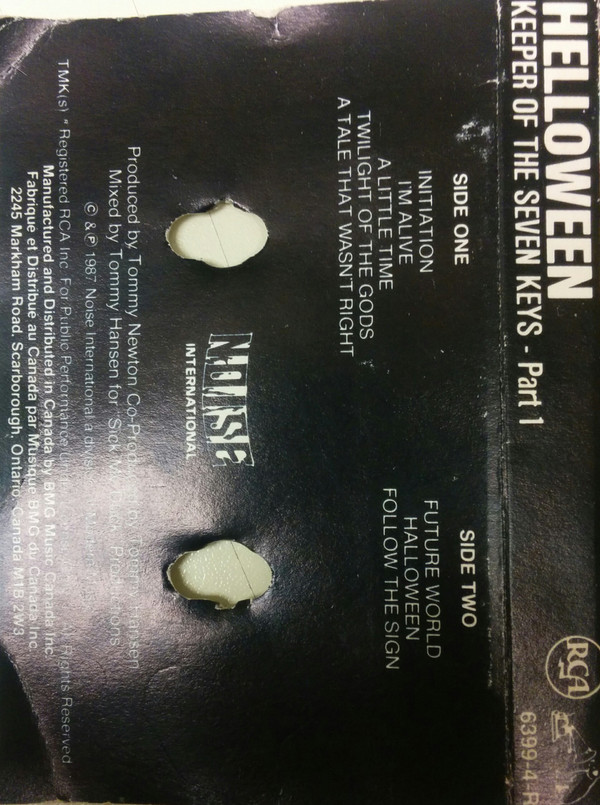 HELLOWEEN
KEEPER OF THE SEVEN KEYS - Part 1
RCA
6399-4-R
SIDE ONE
INITIATION
I'M ALIVE
A LITTLE TIME
TWILIGHT OF THE GODS
A TALE THAT WASN'T RIGHT
SIDE TWO
FUTURE WORLD
HALLOWEEN
FOLLOW THE SIGN
NOISE
INTERNATIONAL
Produced by Tommy Newton Co-Produced by Tommy Hansen
Mixed by Tommy Hansen for "Sick Productions
© & ℗ 1987 Noise International a
TMK(s) ® Registered RCA Inc. For Public Performance Rights Reserved
Manufactured and Distributed in Canada by BMG Music Canada Inc.
Fabriqué et Distribué au Canada par Musique BMG du Canada Inc.
2245 Markham Road, Scarborough, Ontario Canada M1B 2W3